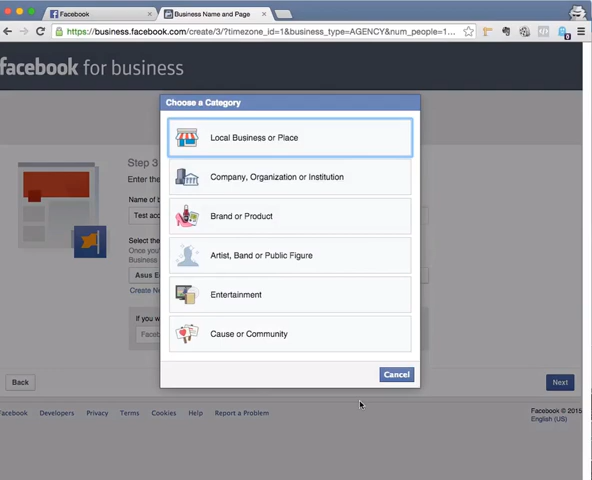 Facebook
Business Name and Page
https://business.facebook.com/create/3/?timezone_id=1&business_type=AGENCY&num_people=1...
facebook for business
Choose a Category
Local Business or Place
Company, Organization or Institution
Brand or Product
Artist, Band or Public Figure
Entertainment
Cause or Community
Cancel
Step 3
Enter the
Name of b
Test acc
Select the
Once you'
Business
Asus E
Create Ne
If you w
Faceb
Back
Next
Facebook Developers Privacy Terms Cookies Help Report a Problem
Facebook © 2015
English (US)